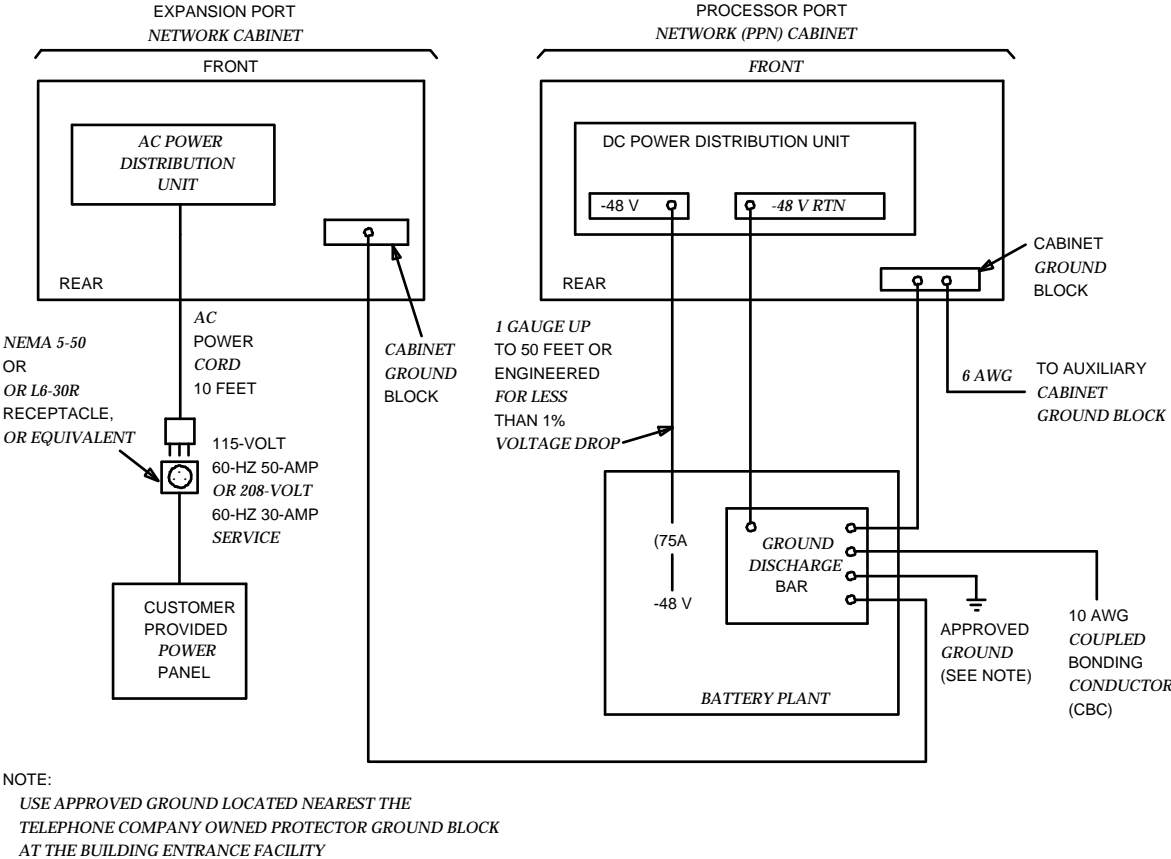 EXPANSION PORT
NETWORK CABINET
FRONT
AC POWER
DISTRIBUTION
UNIT
REAR
AC
POWER
CORD
10 FEET
NEMA 5-50
OR
OR L6-30R
RECEPTACLE,
OR EQUIVALENT
115-VOLT
60-HZ 50-AMP
OR 208-VOLT
60-HZ 30-AMP
SERVICE
CUSTOMER
PROVIDED
POWER
PANEL
CABINET
GROUND
BLOCK
PROCESSOR PORT
NETWORK (PPN) CABINET
FRONT
DC POWER DISTRIBUTION UNIT
-48 V
-48 V RTN
REAR
CABINET
GROUND
BLOCK
1 GAUGE UP
TO 50 FEET OR
ENGINEERED
FOR LESS
THAN 1%
VOLTAGE DROP
6 AWG
TO AUXILIARY
CABINET
GROUND BLOCK
(75A
-48 V
GROUND
DISCHARGE
BAR
BATTERY PLANT
APPROVED
GROUND
(SEE NOTE)
10 AWG
COUPLED
BONDING
CONDUCTOR
(CBC)
NOTE:
USE APPROVED GROUND LOCATED NEAREST THE
TELEPHONE COMPANY OWNED PROTECTOR GROUND BLOCK
AT THE BUILDING ENTRANCE FACILITY